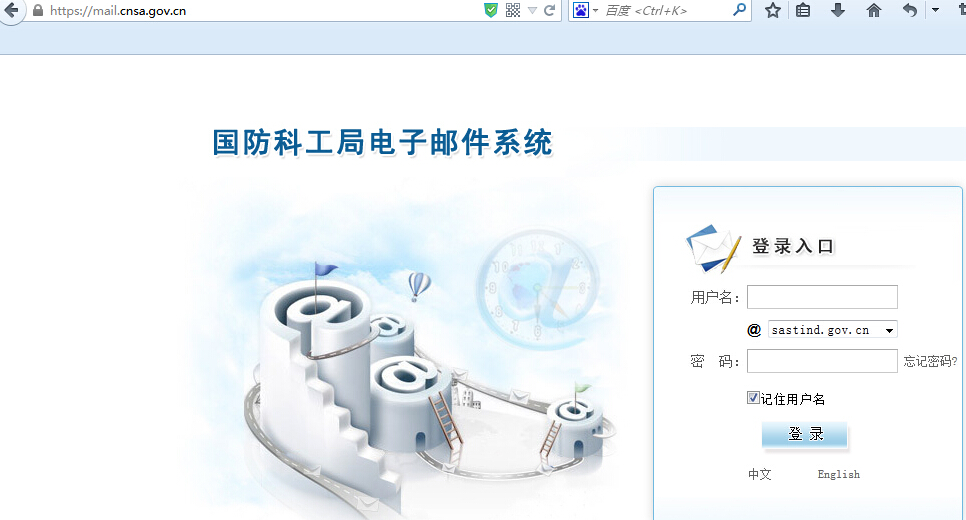 https://mail.cnsa.gov.cn
百度 <Ctrl+K>
国防科工局电子邮件系统
登录入口
用户名：
@ sastind.gov.cn
密 码： 忘记密码?
记住用户名
登 录
中文 English